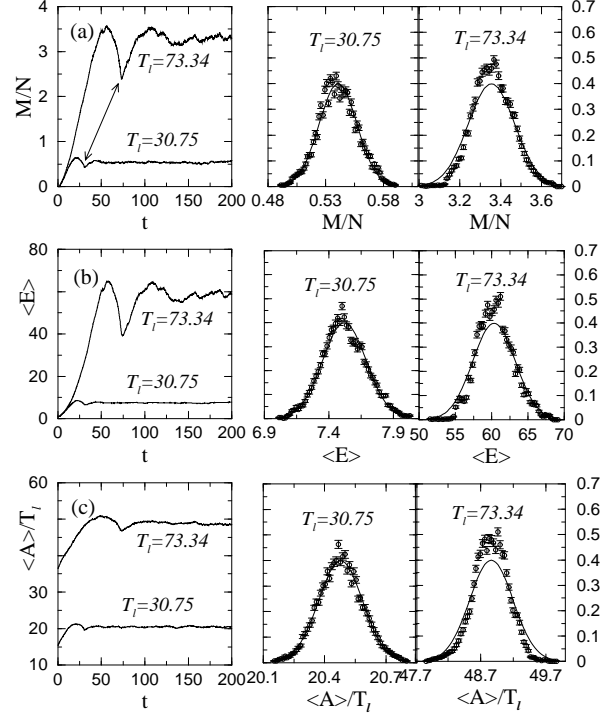 4
3
2
1
0
M/N
(a)
T_l=73.34
T_l=30.75
0 50 100 150 200
t
T_l=30.75
0.48 0.53 0.58
M/N
T_l=73.34
3 3.2 3.4 3.6
M/N
0.7
0.6
0.5
0.4
0.3
0.2
0.1
0
80
60
40
20
0
<E>
(b)
T_l=73.34
T_l=30.75
0 50 100 150 200
t
T_l=30.75
6.9 7.4 7.9
<E>
T_l=73.34
50 55 60 65 70
<E>
0.7
0.6
0.5
0.4
0.3
0.2
0.1
0
60
50
40
30
20
10
<A>/T_l
(c)
T_l=73.34
T_l=30.75
0 50 100 150 200
t
T_l=30.75
20.1 20.4 20.7
<A>/T_l
T_l=73.34
47.7 48.7 49.7
<A>/T_l
0.7
0.6
0.5
0.4
0.3
0.2
0.1
0